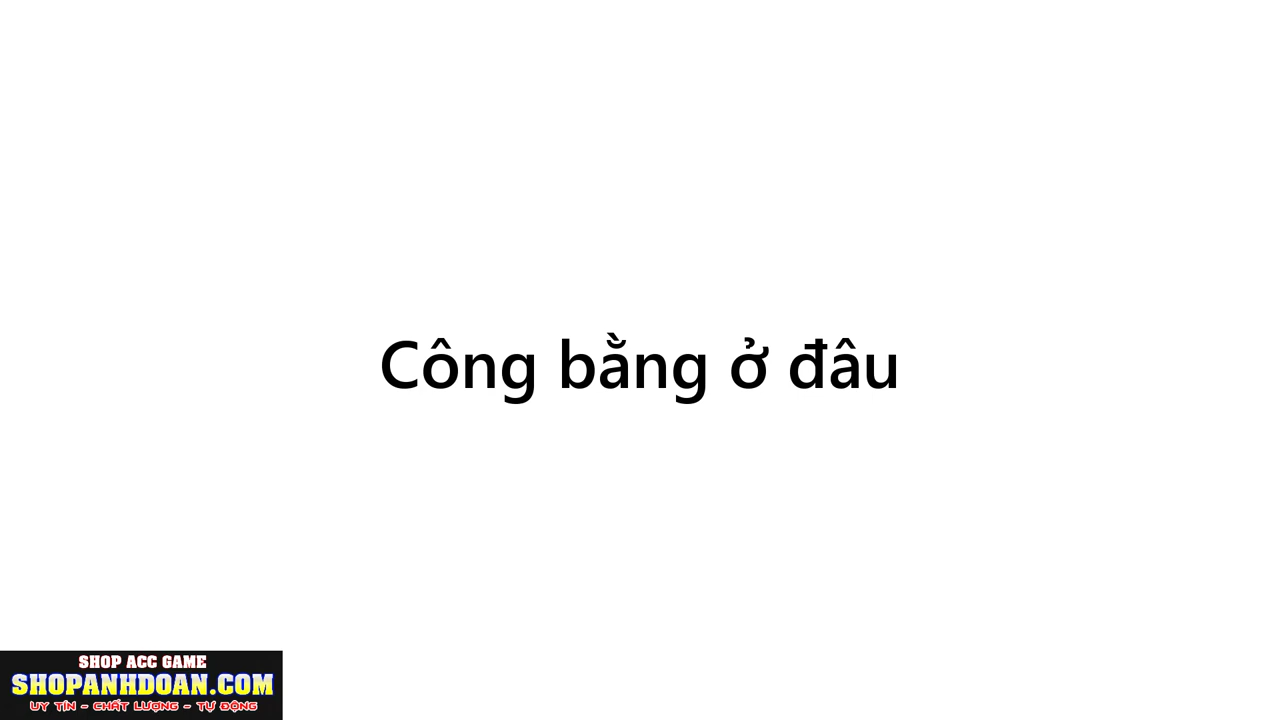 Công bằng ở đâu
SHOP ACC GAME
SHOPANHDOAN.COM
UY TÍN - CHẤT LƯỢNG - TỰ ĐỘNG